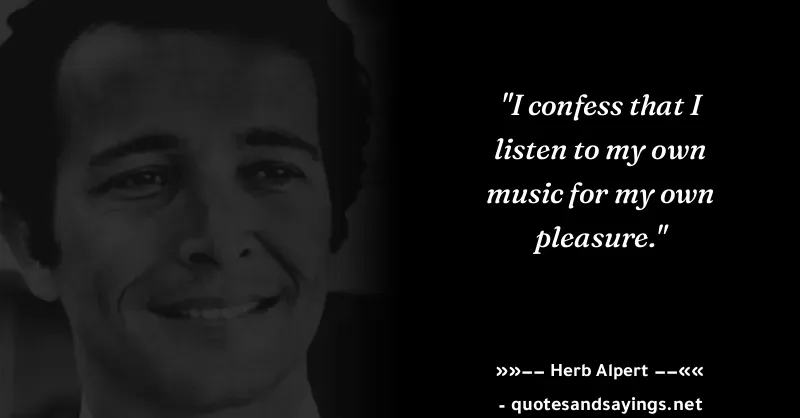 "I confess that I
listen to my own
music for my own
pleasure."
»»–– Herb Alpert ––««
- quotesandsayings.net